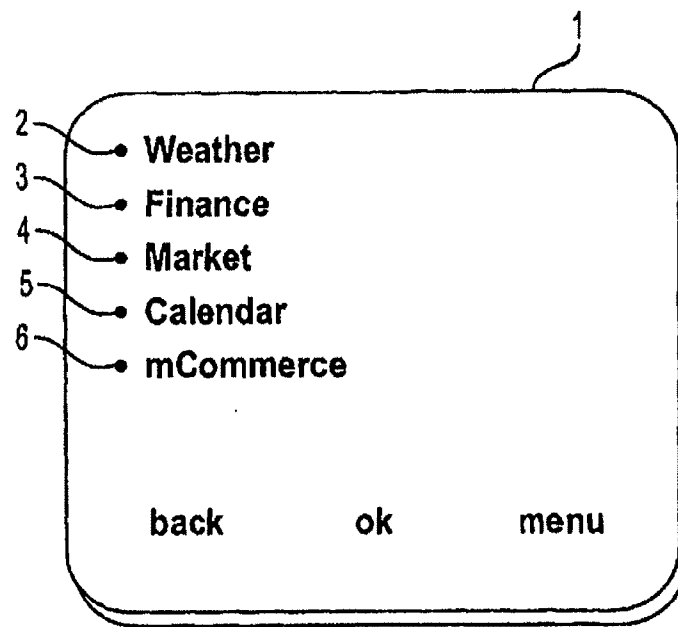 1
2 • Weather
3 • Finance
4 • Market
5 • Calendar
6 • mCommerce
back ok menu